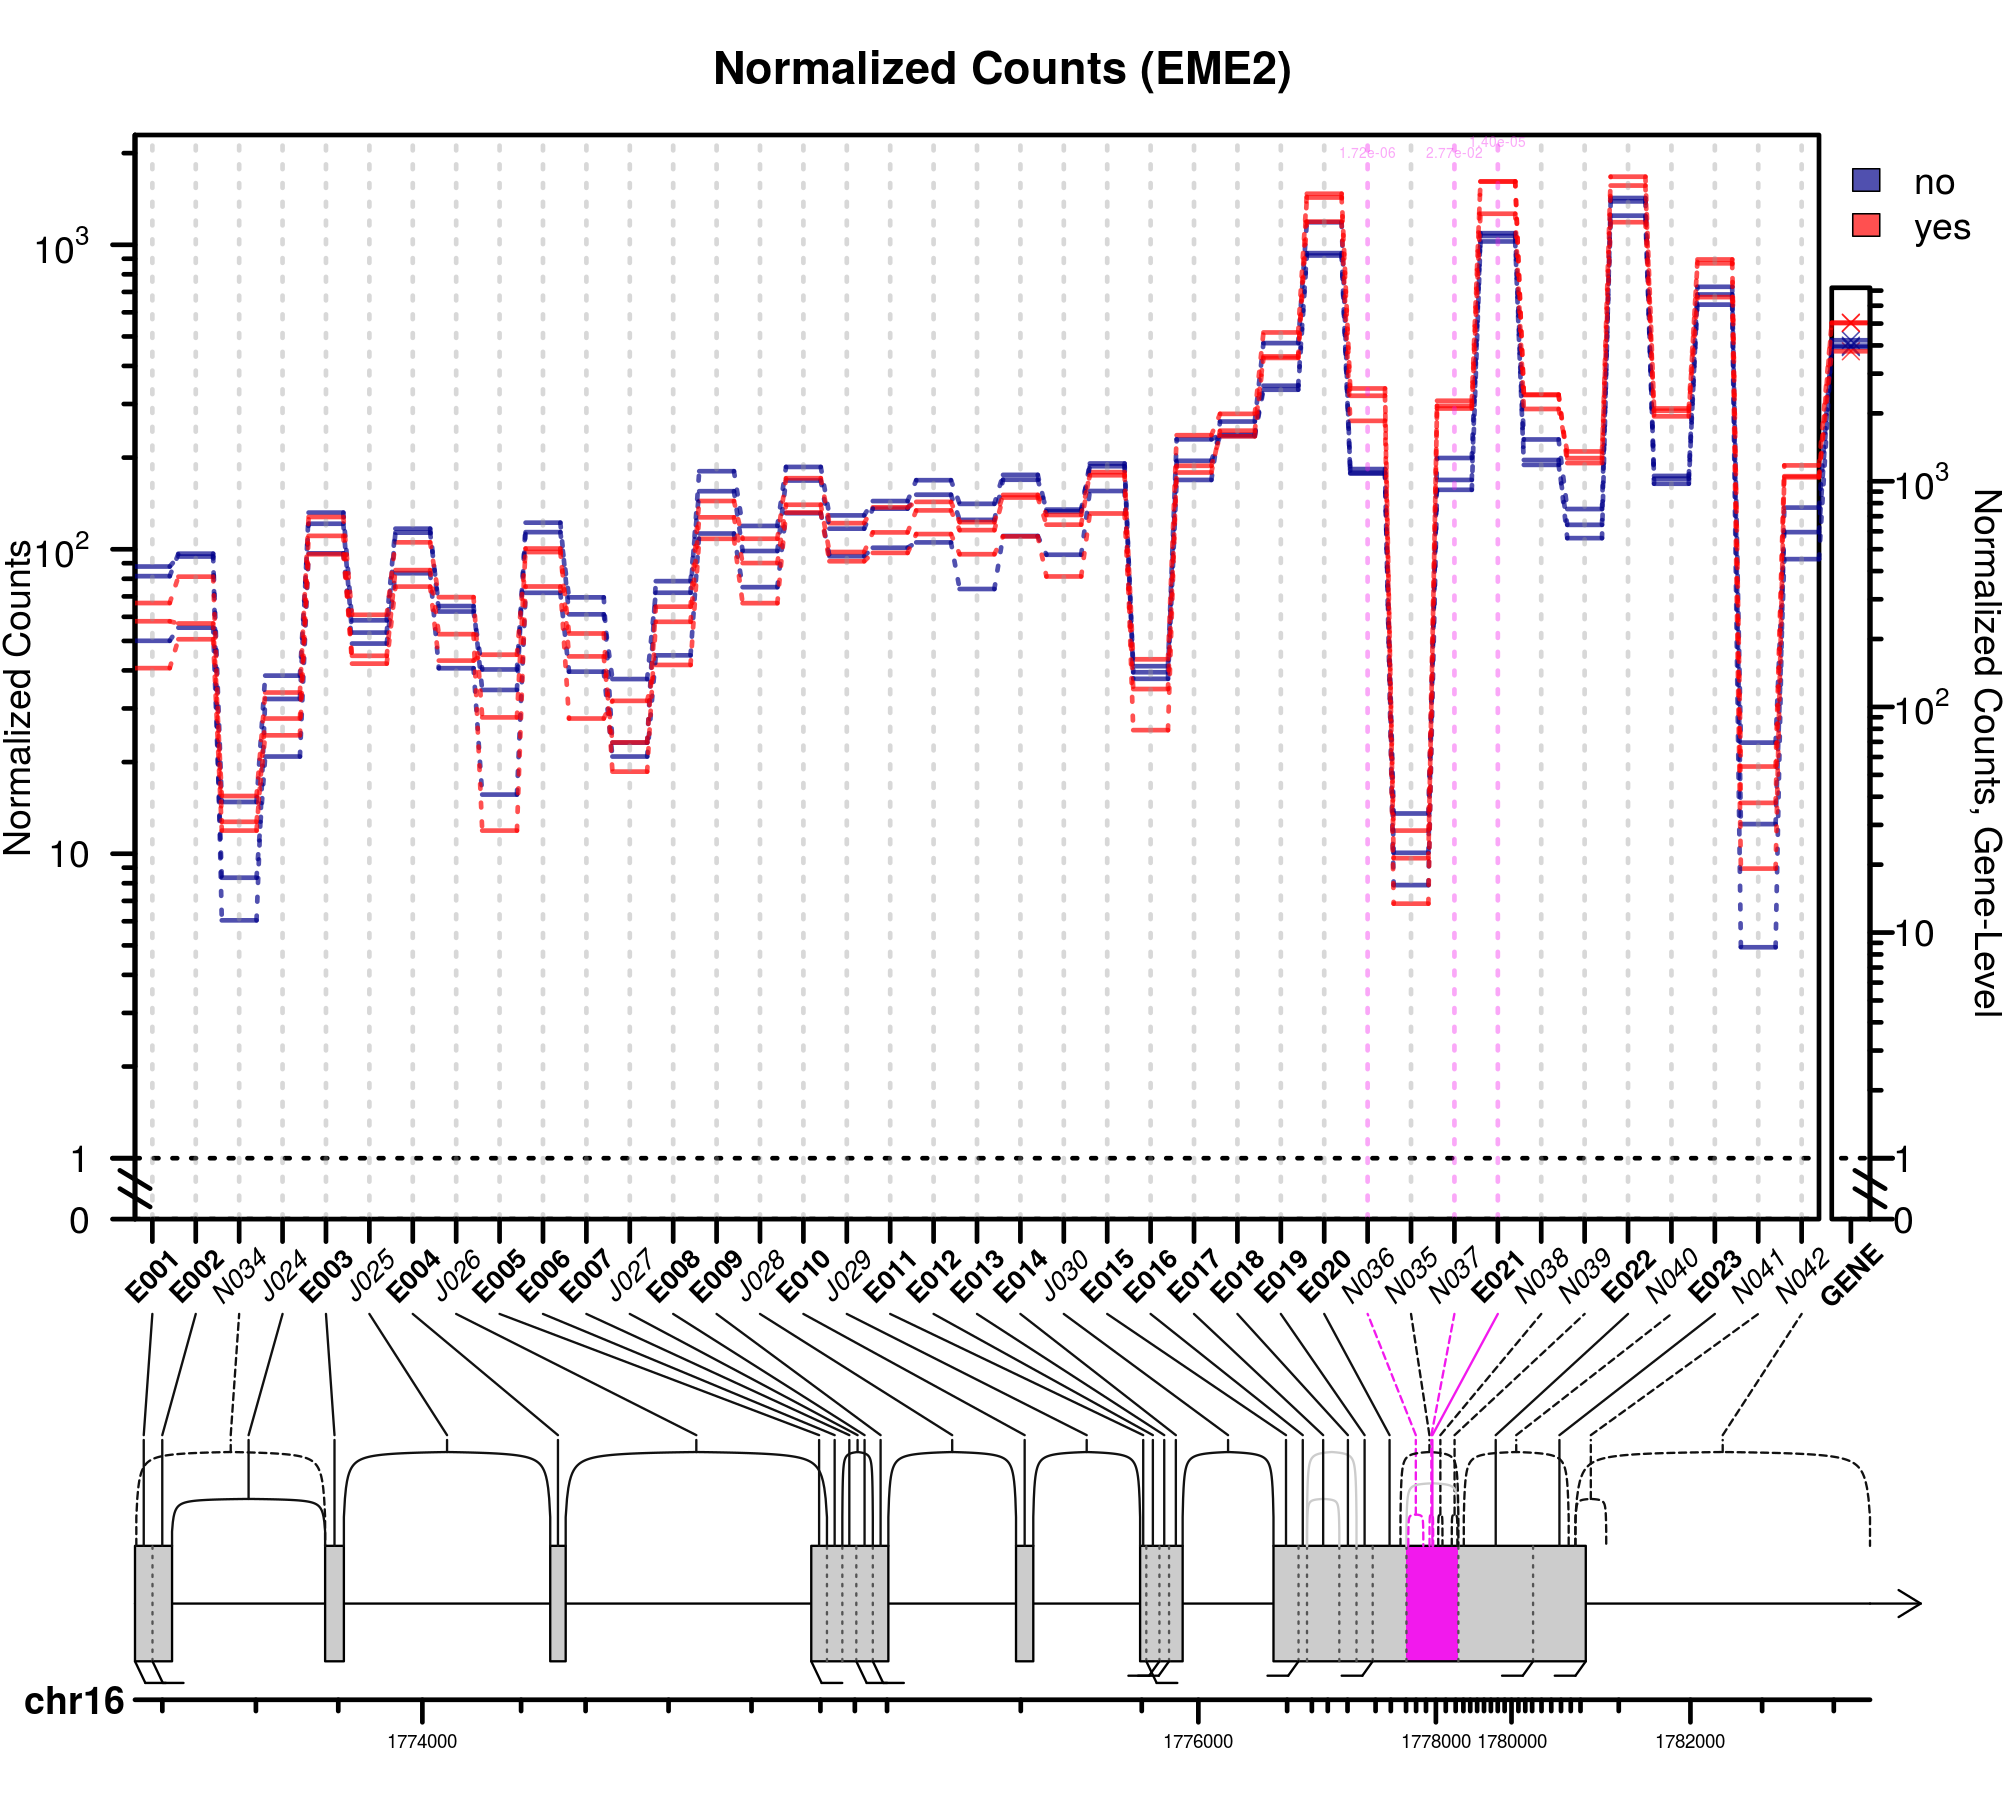 Normalized Counts (EME2)
1.72e-06
2.77e-02
1.40e-05
no
yes
Normalized Counts
103
102
10
1
0
Normalized Counts, Gene-Level
103
102
10
1
0
E001 E002 N034 J024 E003 J025 E004 J026 E005 E006 E007 J027 E008 E009 J028 E010 J029 E011 E012 E013 E014 J030 E015 E016 E017 E018 E019 E020 N036 N035 N037 E021 N038 N039 E022 N040 E023 N041 N042 GENE
chr16
1774000 1776000 1778000 1780000 1782000